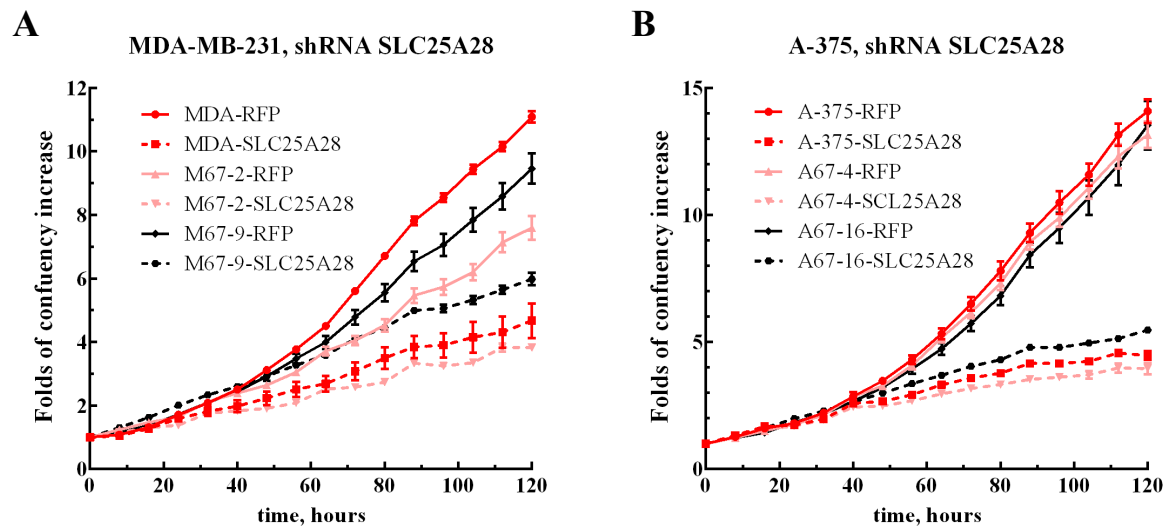 A
MDA-MB-231, shRNA SLC25A28
Folds of confuency increase
12
10
8
6
4
2
0
MDA-RFP
MDA-SLC25A28
M67-2-RFP
M67-2-SLC25A28
M67-9-RFP
M67-9-SLC25A28
0
20
40
60
80
100
120
time, hours
B
A-375, shRNA SLC25A28
Folds of confuency increase
15
10
5
0
A-375-RFP
A-375-SLC25A28
A67-4-RFP
A67-4-SCL25A28
A67-16-RFP
A67-16-SLC25A28
0
20
40
60
80
100
120
time, hours